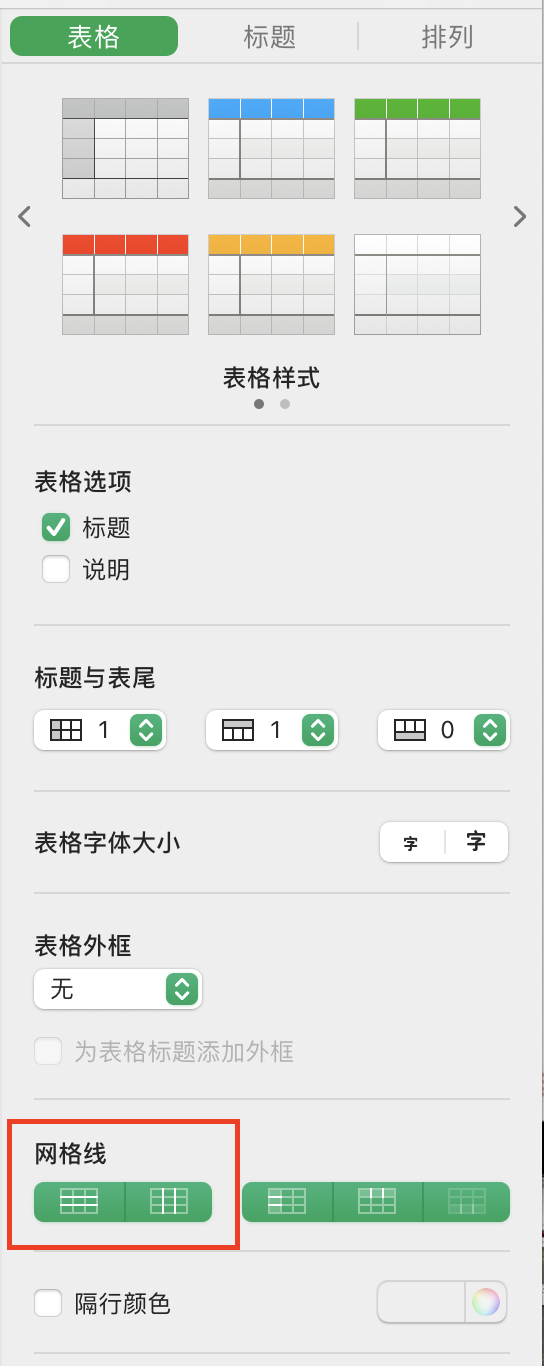 表格 标题 排列
表格样式
表格选项
标题
说明
标题与表尾
1 1 0
表格字体大小 字 字
表格外框
无
为表格标题添加外框
网格线
隔行颜色